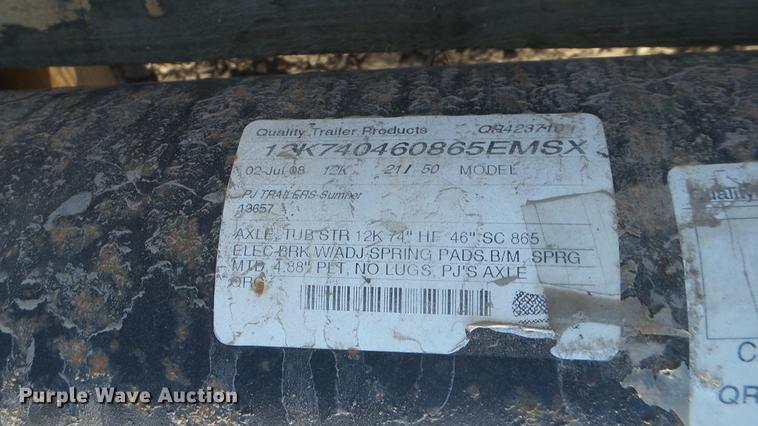 Quality Trailer Products QR423710
12K740460865EMSX
02-Jul 08 12K 21 / 50 MODEL
PJ TRAILERS-Sumner
13657
AXLE, TUB STR 12K 74" HF 46" SC 865
ELEC BRK W/ADJ SPRING PADS.B/M, SPRG
MTD, 4.88" PLT, NO LUGS, PJ'S AXLE
C
QR
Purple Wave Auction